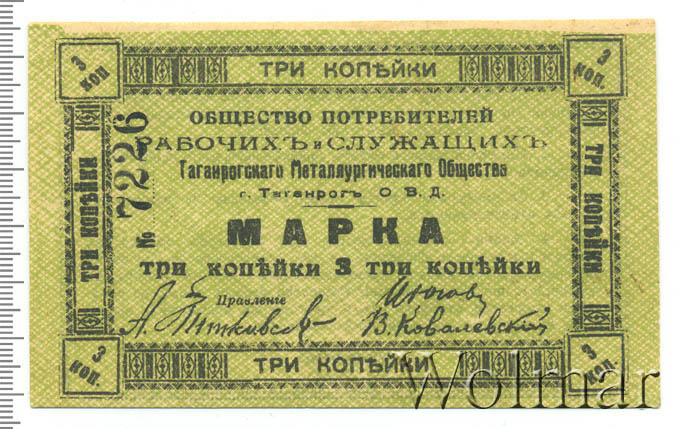 3 коп.
ТРИ КОПѢЙКИ
3 коп.
ОБЩЕСТВО ПОТРЕБИТЕЛЕЙ
РАБОЧИХЪ и СЛУЖАЩИХЪ
Таганрогскаго Металлургическаго Общества
г. Таганрогъ О. В. Д.
№ 7226
МАРКА
три копѣйки 3 три копѣйки
ТРИ КОПѢЙКИ
ТРИ КОПѢЙКИ
Правленіе
В. Ковалевский
3 коп.
ТРИ КОПѢЙКИ
3 коп.
Wolmar